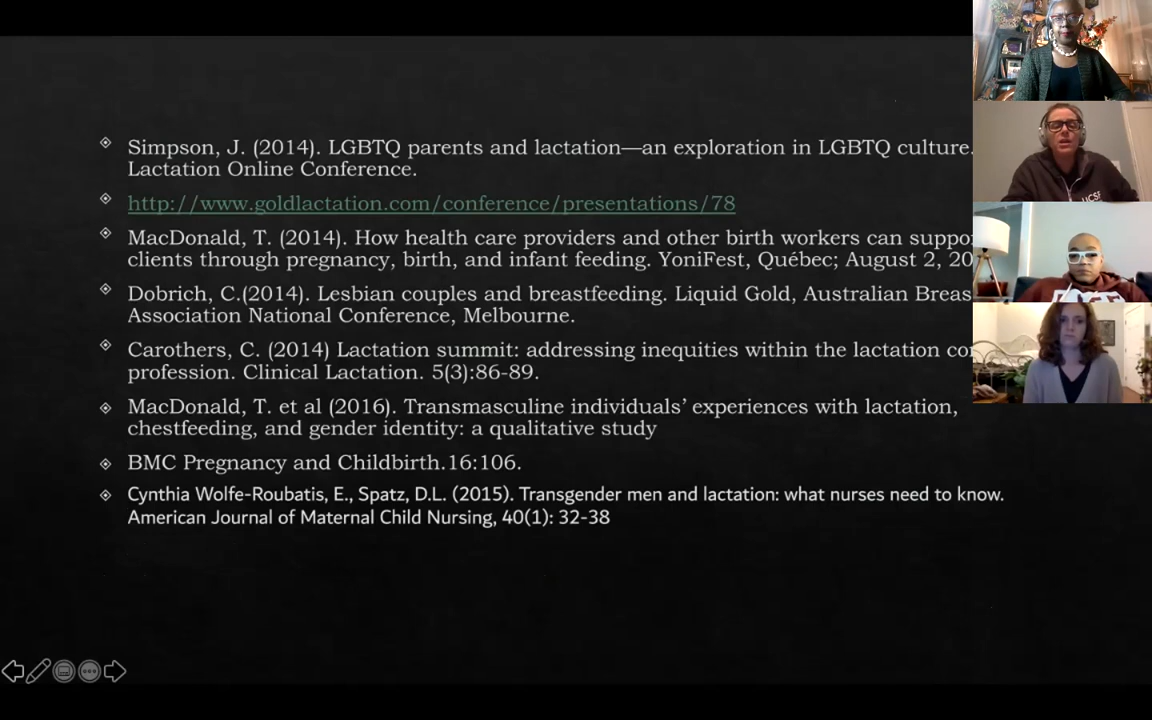 Simpson, J. (2014). LGBTQ parents and lactation—an exploration in LGBTQ culture.
Lactation Online Conference.
http://www.goldlactation.com/conference/presentations/78
MacDonald, T. (2014). How health care providers and other birth workers can
clients through pregnancy, birth, and infant feeding. YoniFest, Québec; August 2,
Dobrich, C.(2014). Lesbian couples and breastfeeding. Liquid Gold, Australian
Association National Conference, Melbourne.
Carothers, C. (2014) Lactation summit: addressing inequities within the lactation
profession. Clinical Lactation. 5(3):86-89.
MacDonald, T. et al (2016). Transmasculine individuals’ experiences with lactation,
chestfeeding, and gender identity: a qualitative study
BMC Pregnancy and Childbirth.16:106.
Cynthia Wolfe-Roubatis, E., Spatz, D.L. (2015). Transgender men and lactation: what nurses need to know.
American Journal of Maternal Child Nursing, 40(1): 32-38
UCSF